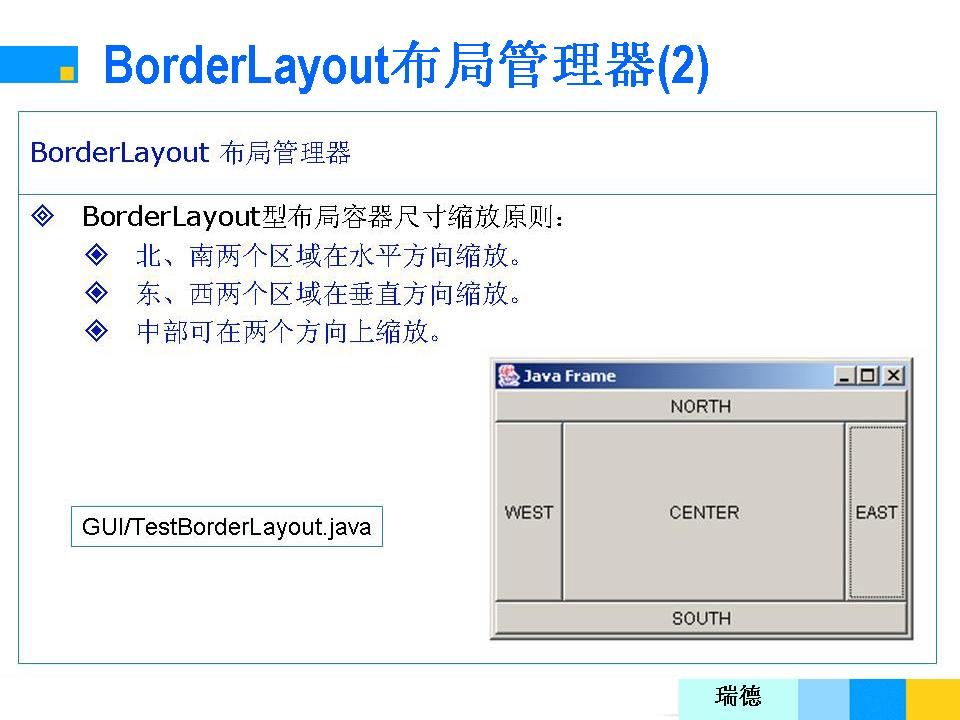 BorderLayout布局管理器(2)
BorderLayout 布局管理器
BorderLayout型布局容器尺寸缩放原则：
北、南两个区域在水平方向缩放。
东、西两个区域在垂直方向缩放。
中部可在两个方向上缩放。
Java Frame
NORTH
WEST
CENTER
EAST
SOUTH
GUI/TestBorderLayout.java
瑞德